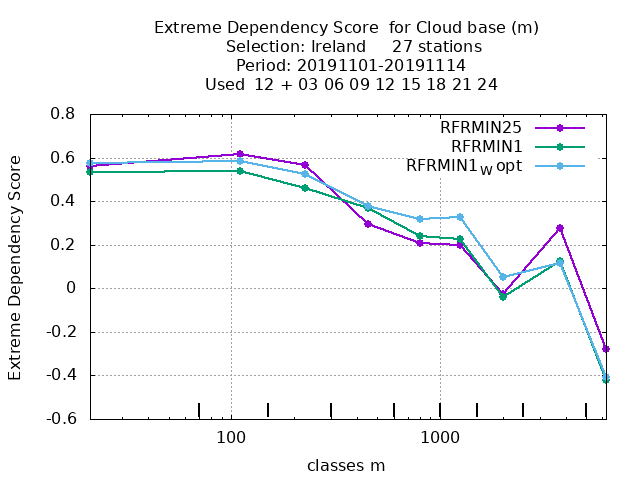 Extreme Dependency Score  for Cloud base (m)
Selection: Ireland     27 stations
Period: 20191101-20191114
Used  12 + 03 06 09 12 15 18 21 24
RFRMIN25
RFRMIN1
RFRMIN1w opt
Extreme Dependency Score
0.8
0.6
0.4
0.2
0
-0.2
-0.4
-0.6
100 1000
classes m